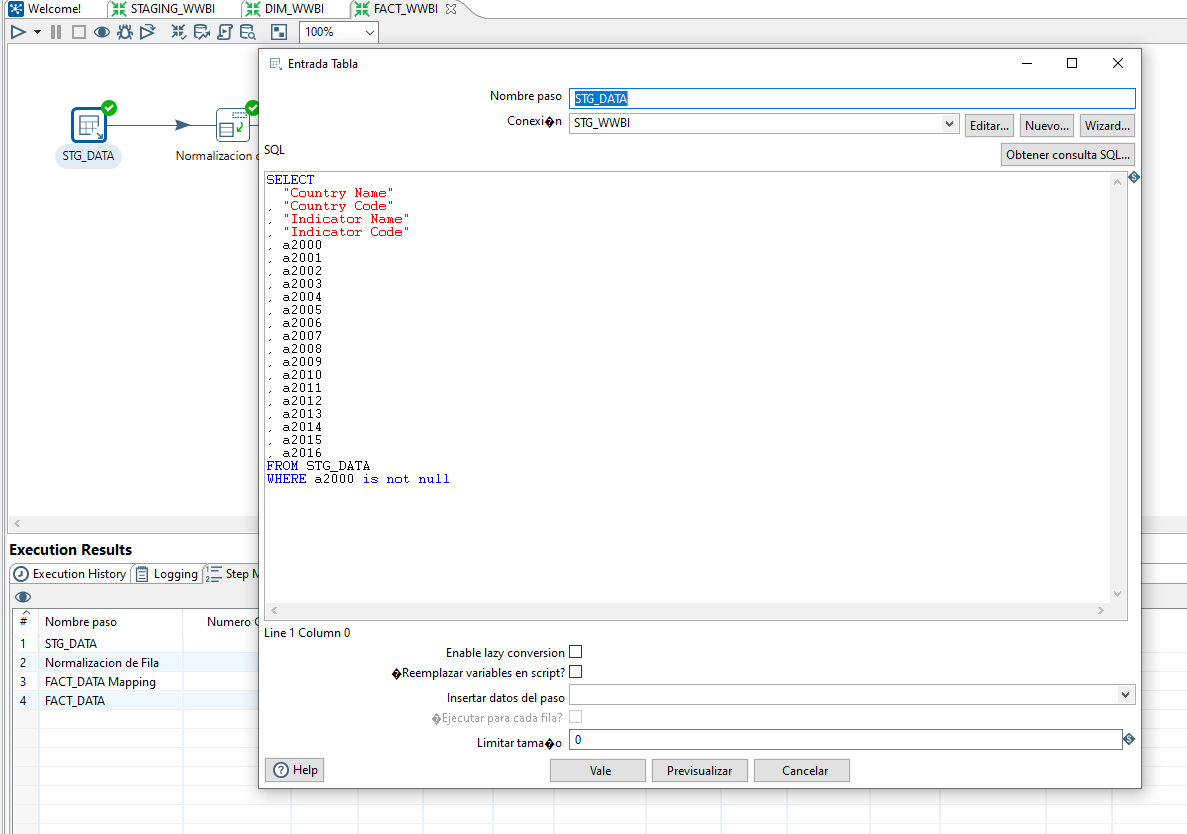 Welcome!
STAGING_WWBI
DIM_WWBI
FACT_WWBI
100%
Entrada Tabla
STG_DATA
Normalizacion
Nombre paso STG_DATA
Conexi�n STG_WWBI
Editar...
Nuevo...
Wizard...
SQL
Obtener consulta SQL...
SELECT
"Country Name"
, "Country Code"
, "Indicator Name"
, "Indicator Code"
, a2000
, a2001
, a2002
, a2003
, a2004
, a2005
, a2006
, a2007
, a2008
, a2009
, a2010
, a2011
, a2012
, a2013
, a2014
, a2015
, a2016
FROM STG_DATA
WHERE a2000 is not null
Line 1 Column 0
Enable lazy conversion
�Reemplazar variables en script?
Insertar datos del paso
�Ejecutar para cada fila?
Limitar tama�o 0
Help
Vale
Previsualizar
Cancelar
Execution Results
Execution History
Logging
Step
# Nombre paso Numero
1 STG_DATA
2 Normalizacion de Fila
3 FACT_DATA Mapping
4 FACT_DATA